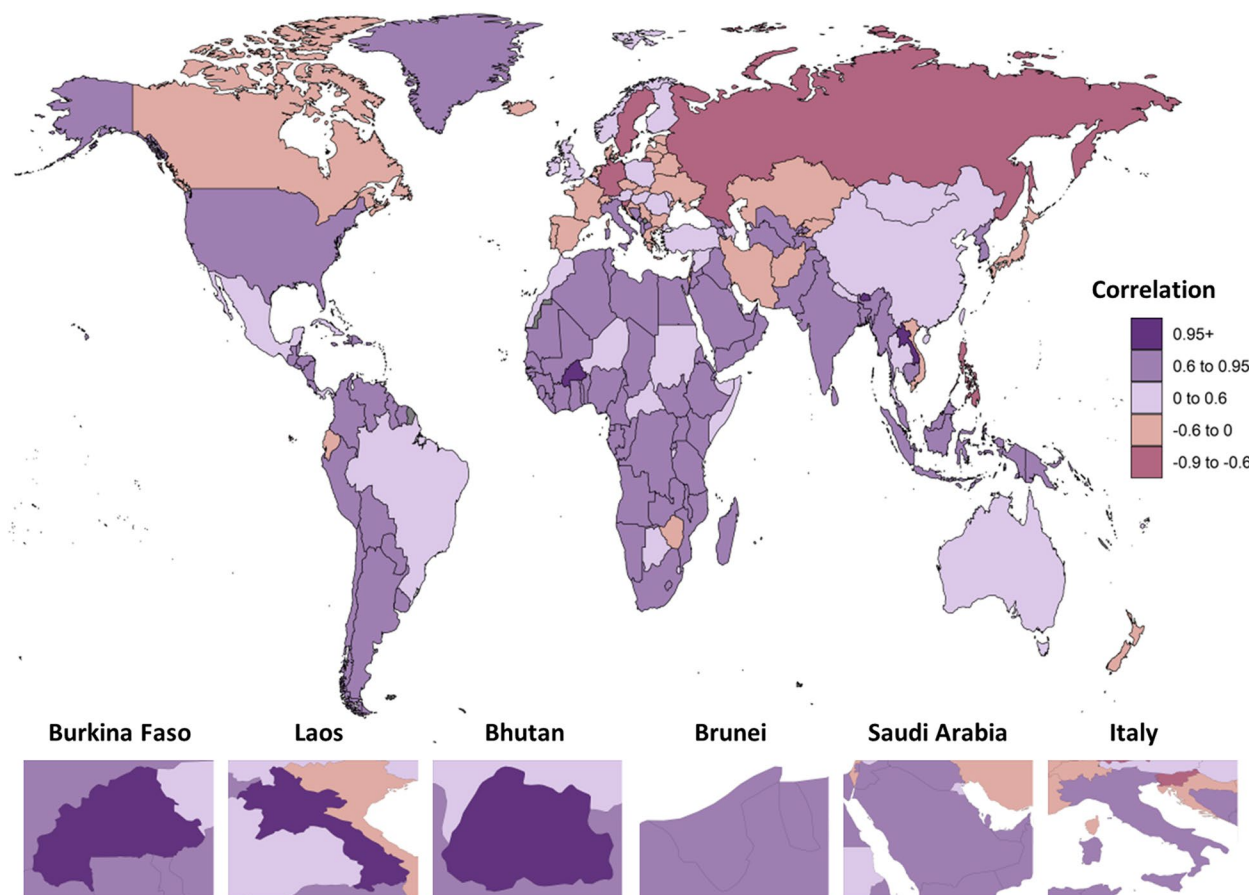 Correlation
0.95+
0.6 to 0.95
0 to 0.6
-0.6 to 0
-0.9 to -0.6
Burkina Faso
Laos
Bhutan
Brunei
Saudi Arabia
Italy